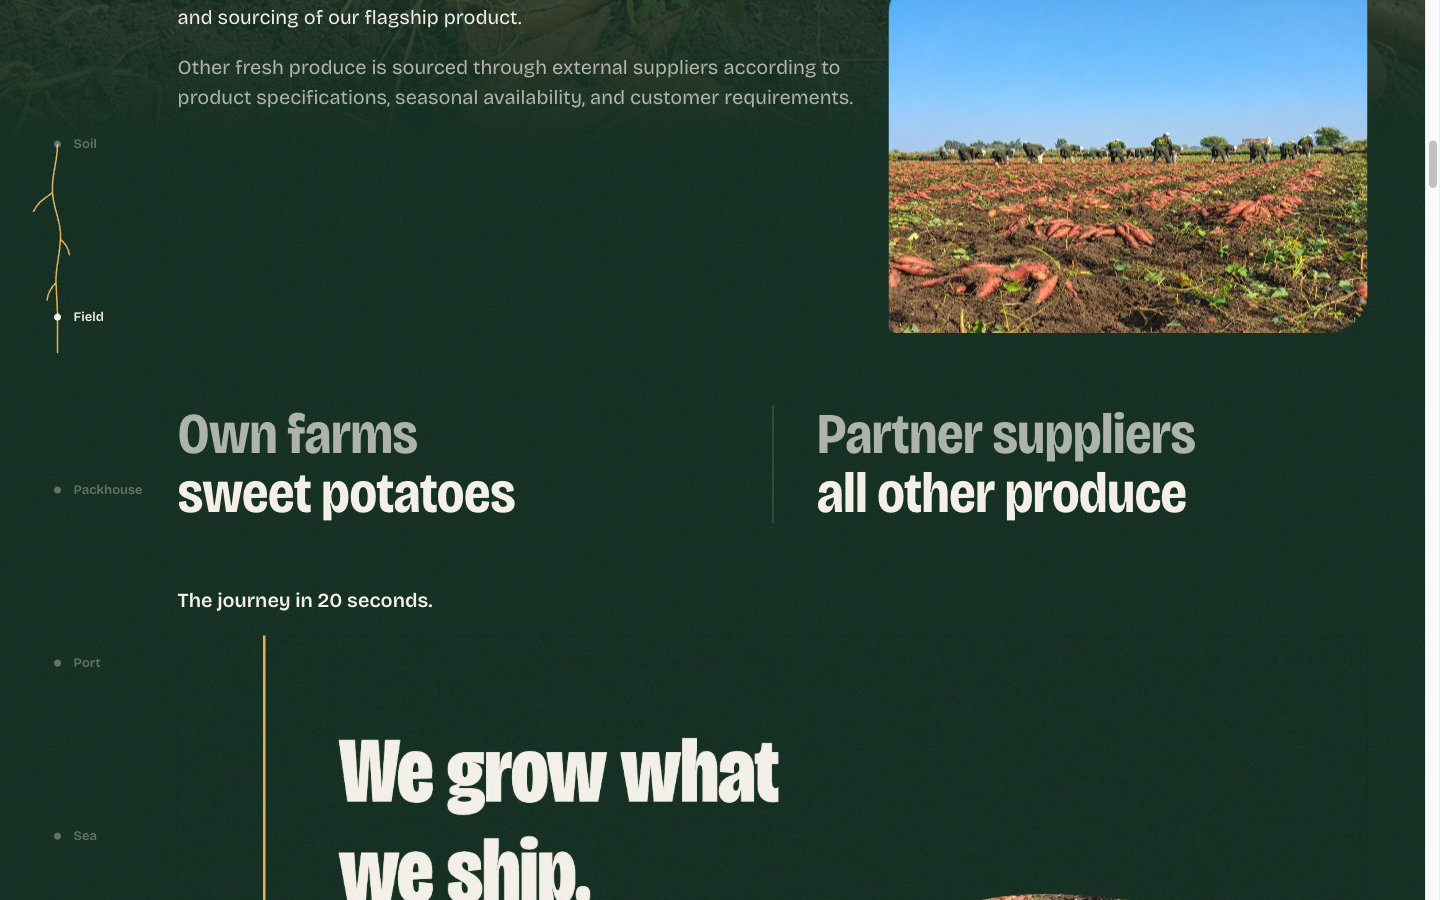 and sourcing of our flagship product.
Other fresh produce is sourced through external suppliers according to
product specifications, seasonal availability, and customer requirements.
Soil
Field
Packhouse
Port
Sea
Own farms
sweet potatoes
Partner suppliers
all other produce
The journey in 20 seconds.
We grow what
we ship.